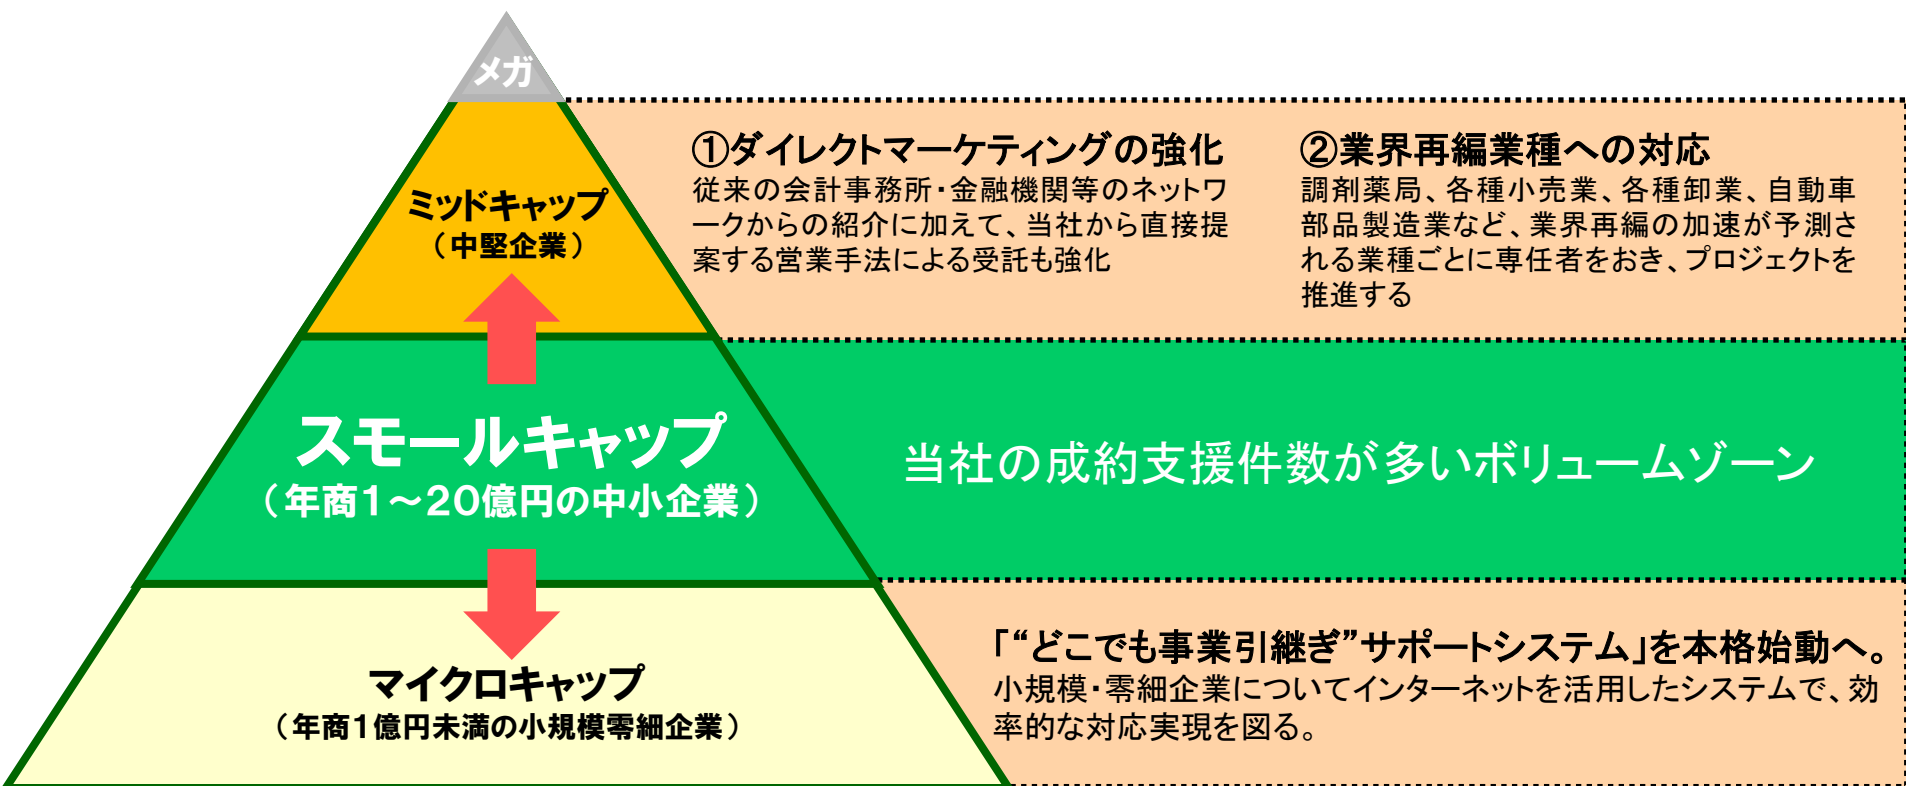 メガ
ミッドキャップ
（中堅企業）
①ダイレクトマーケティングの強化
従来の会計事務所・金融機関等のネットワ
ークからの紹介に加えて、当社から直接提
案する営業手法による受託も強化
②業界再編業種への対応
調剤薬局、各種小売業、各種卸業、自動車
部品製造業など、業界再編の加速が予測さ
れる業種ごとに専任者をおき、プロジェクトを
推進する
スモールキャップ
（年商1～20億円の中小企業）
当社の成約支援件数が多いボリュームゾーン
マイクロキャップ
（年商1億円未満の小規模零細企業）
「“どこでも事業引継ぎ”サポートシステム」を本格始動へ。
小規模・零細企業についてインターネットを活用したシステムで、効
率的な対応実現を図る。